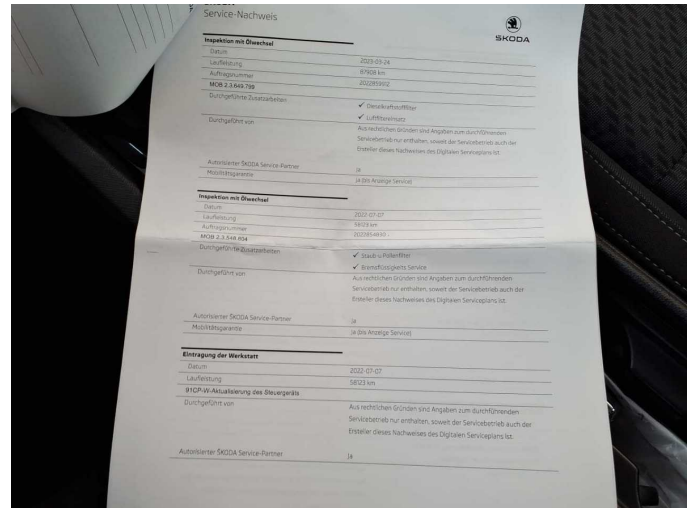 Service-Nachweis
SKODA
Inspektion mit Ölwechsel
Datum 2023-03-24
Laufleistung 87908 km
Auftragsnummer
MOB 2.3.649.799
Durchgeführte Zusatzarbeiten ✓ Dieselkraftstofffilter
✓ Luftfiltereinsatz
Durchgeführt von Aus rechtlichen Gründen sind Angaben zum durchführenden
Servicebetrieb nur enthalten, soweit der Servicebetrieb auch der
Ersteller dieses Nachweises des Digitalen Serviceplans ist.
Autorisierter ŠKODA Service-Partner Ja
Mobilitätsgarantie Ja (bis Anzeige Service)
Inspektion mit Ölwechsel
Datum 2022-07-07
Laufleistung 58123 km
Auftragsnummer
MOB 2.3.548.804
Durchgeführte Zusatzarbeiten ✓ Staub-u.Pollenfilter
✓ Bremsflüssigkeits Service
Durchgeführt von Aus rechtlichen Gründen sind Angaben zum durchführenden
Servicebetrieb nur enthalten, soweit der Servicebetrieb auch der
Ersteller dieses Nachweises des Digitalen Serviceplans ist.
Autorisierter ŠKODA Service-Partner Ja
Mobilitätsgarantie Ja (bis Anzeige Service)
Eintragung der Werkstatt
Datum 2022-07-07
Laufleistung 58123 km
91CP-W-Aktualisierung des Steuergeräts
Durchgeführt von Aus rechtlichen Gründen sind Angaben zum durchführenden
Servicebetrieb nur enthalten, soweit der Servicebetrieb auch der
Ersteller dieses Nachweises des Digitalen Serviceplans ist.
Autorisierter ŠKODA Service-Partner Ja